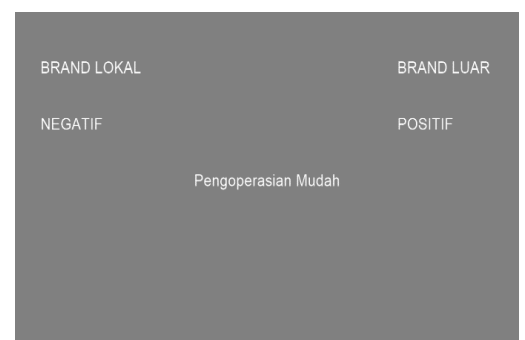 BRAND LOKAL BRAND LUAR
NEGATIF POSITIF
Pengoperasian Mudah